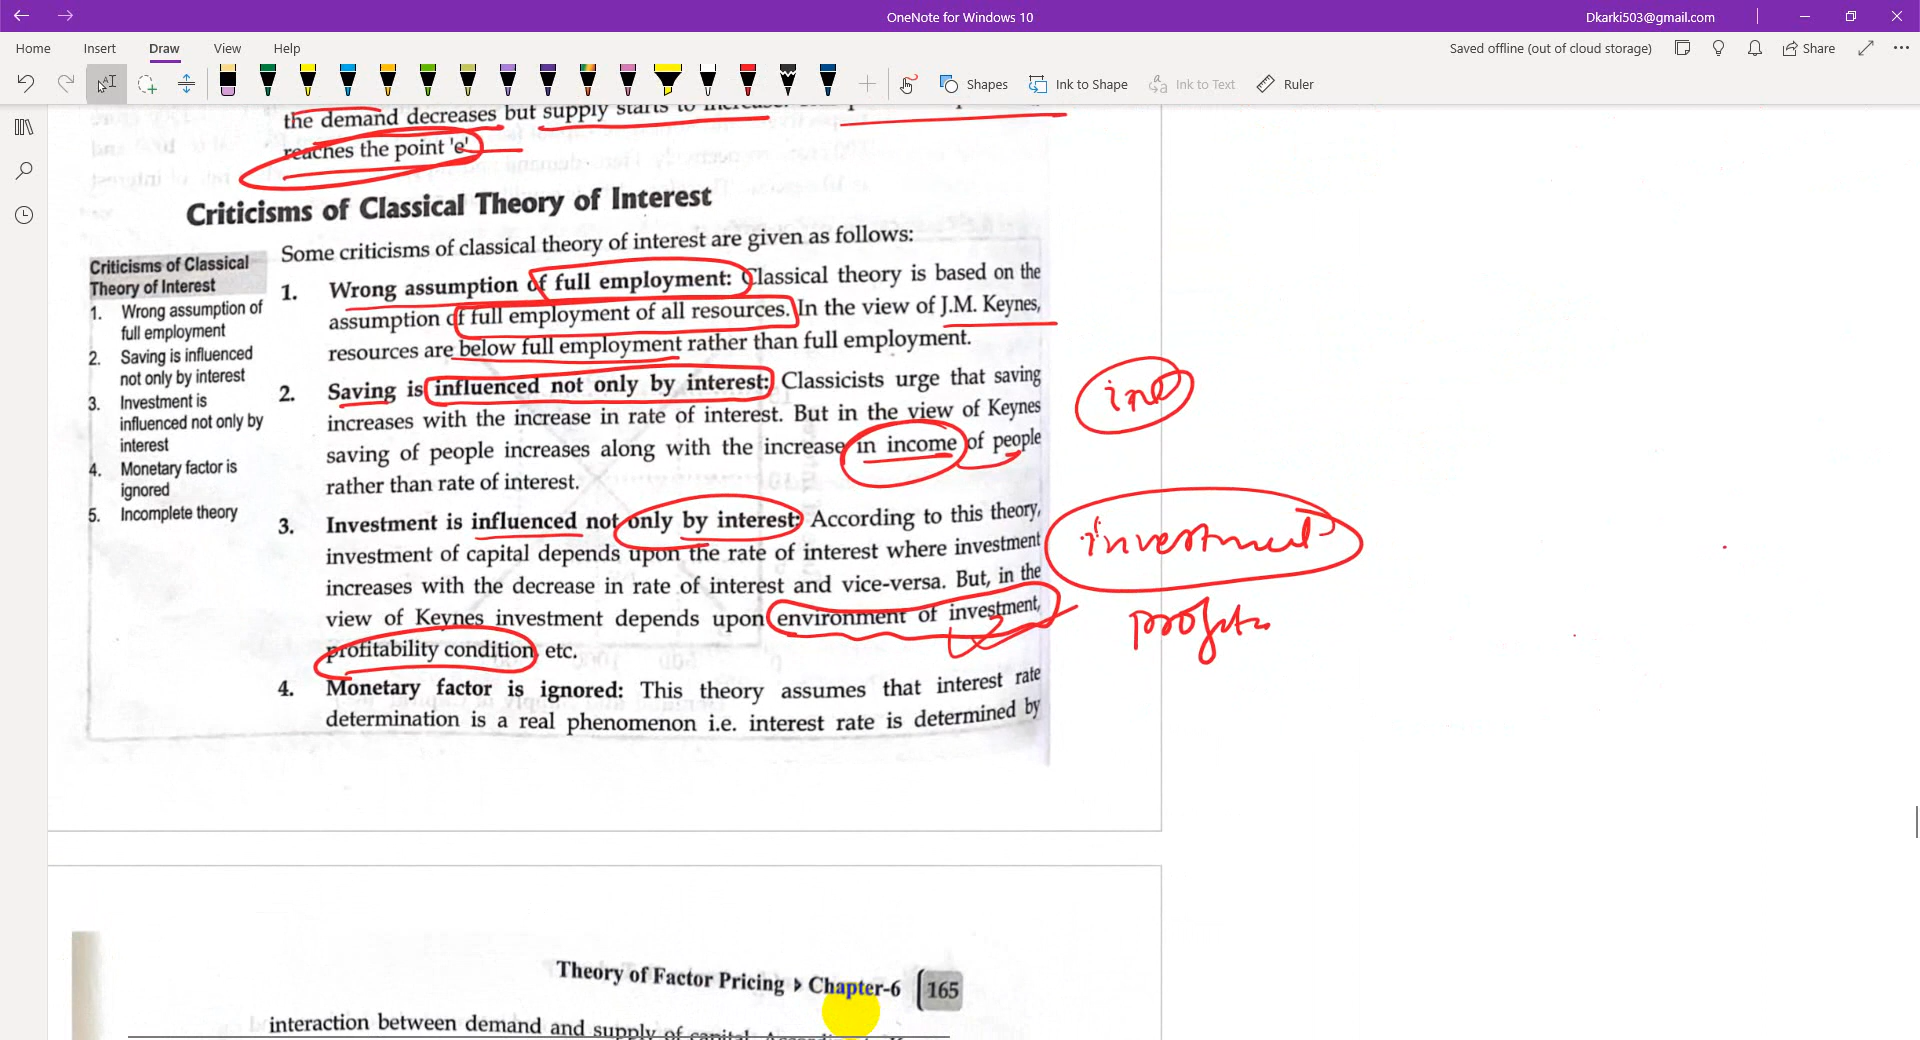 OneNote for Windows 10
Dkarki503@gmail.com
Home Insert Draw View Help
Saved offline (out of cloud storage)
Share
Shapes
Ink to Shape
Ink to Text
Ruler
the demand decreases but supply starts to increase.
reaches the point 'e'
Criticisms of Classical Theory of Interest
Some criticisms of classical theory of interest are given as follows:
Criticisms of Classical
Theory of Interest
1. Wrong assumption of
full employment
2. Saving is influenced
not only by interest
3. Investment is
influenced not only by
interest
4. Monetary factor is
ignored
5. Incomplete theory
1. Wrong assumption of full employment: Classical theory is based on the
assumption of full employment of all resources. In the view of J.M. Keynes,
resources are below full employment rather than full employment.
2. Saving is influenced not only by interest: Classicists urge that saving
increases with the increase in rate of interest. But in the view of Keynes
saving of people increases along with the increase in income of people
rather than rate of interest.
3. Investment is influenced not only by interest: According to this theory,
investment of capital depends upon the rate of interest where investment
increases with the decrease in rate of interest and vice-versa. But, in the
view of Keynes investment depends upon environment of investment,
profitability condition etc.
4. Monetary factor is ignored: This theory assumes that interest rate
determination is a real phenomenon i.e. interest rate is determined by
investment
Theory of Factor Pricing Chapter-6 165
interaction between demand and supply of capital.